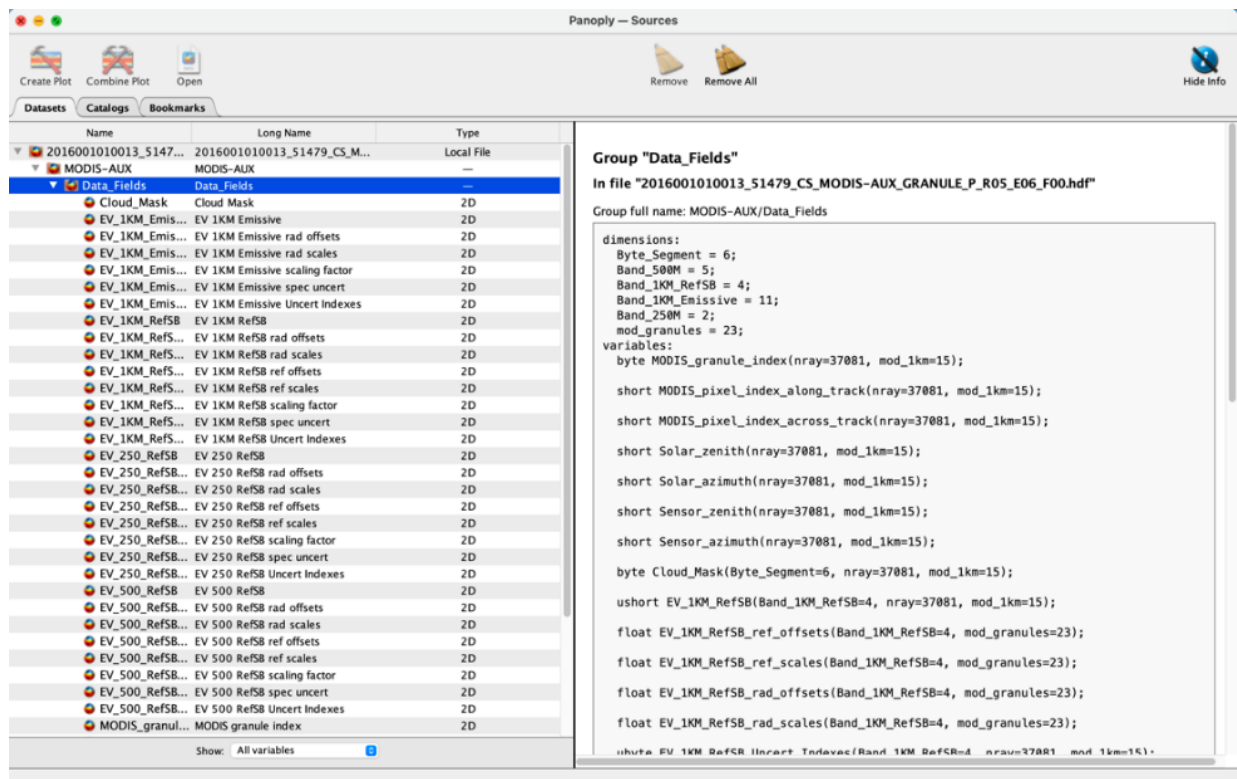 Panoply — Sources
Create Plot Combine Plot Open Remove Remove All Hide Info
Datasets Catalogs Bookmarks
Name Long Name Type
2016001010013_5147... 2016001010013_51479_CS_M... Local File
MODIS-AUX MODIS-AUX —
Data_Fields Data_Fields —
Cloud_Mask Cloud Mask 2D
EV_1KM_Emis... EV 1KM Emissive 2D
EV_1KM_Emis... EV 1KM Emissive rad offsets 2D
EV_1KM_Emis... EV 1KM Emissive rad scales 2D
EV_1KM_Emis... EV 1KM Emissive scaling factor 2D
EV_1KM_Emis... EV 1KM Emissive spec uncert 2D
EV_1KM_Emis... EV 1KM Emissive Uncert Indexes 2D
EV_1KM_RefSB EV 1KM RefSB 2D
EV_1KM_RefS... EV 1KM RefSB rad offsets 2D
EV_1KM_RefS... EV 1KM RefSB rad scales 2D
EV_1KM_RefS... EV 1KM RefSB ref offsets 2D
EV_1KM_RefS... EV 1KM RefSB ref scales 2D
EV_1KM_RefS... EV 1KM RefSB scaling factor 2D
EV_1KM_RefS... EV 1KM RefSB spec uncert 2D
EV_1KM_RefS... EV 1KM RefSB Uncert Indexes 2D
EV_250_RefSB EV 250 RefSB 2D
EV_250_RefSB... EV 250 RefSB rad offsets 2D
EV_250_RefSB... EV 250 RefSB rad scales 2D
EV_250_RefSB... EV 250 RefSB ref offsets 2D
EV_250_RefSB... EV 250 RefSB ref scales 2D
EV_250_RefSB... EV 250 RefSB scaling factor 2D
EV_250_RefSB... EV 250 RefSB spec uncert 2D
EV_250_RefSB... EV 250 RefSB Uncert Indexes 2D
EV_500_RefSB EV 500 RefSB 2D
EV_500_RefSB... EV 500 RefSB rad offsets 2D
EV_500_RefSB... EV 500 RefSB rad scales 2D
EV_500_RefSB... EV 500 RefSB ref offsets 2D
EV_500_RefSB... EV 500 RefSB ref scales 2D
EV_500_RefSB... EV 500 RefSB scaling factor 2D
EV_500_RefSB... EV 500 RefSB spec uncert 2D
EV_500_RefSB... EV 500 RefSB Uncert Indexes 2D
MODIS_granul... MODIS granule index 2D
Show: All variables
Group "Data_Fields"
In file "2016001010013_51479_CS_MODIS-AUX_GRANULE_P_R05_E06_F00.hdf"
Group full name: MODIS-AUX/Data_Fields
dimensions:
Byte_Segment = 6;
Band_500M = 5;
Band_1KM_RefSB = 4;
Band_1KM_Emissive = 11;
Band_250M = 2;
mod_granules = 23;
variables:
byte MODIS_granule_index(nray=37081, mod_1km=15);
short MODIS_pixel_index_along_track(nray=37081, mod_1km=15);
short MODIS_pixel_index_across_track(nray=37081, mod_1km=15);
short Solar_zenith(nray=37081, mod_1km=15);
short Solar_azimuth(nray=37081, mod_1km=15);
short Sensor_zenith(nray=37081, mod_1km=15);
short Sensor_azimuth(nray=37081, mod_1km=15);
byte Cloud_Mask(Byte_Segment=6, nray=37081, mod_1km=15);
ushort EV_1KM_RefSB(Band_1KM_RefSB=4, nray=37081, mod_1km=15);
float EV_1KM_RefSB_ref_offsets(Band_1KM_RefSB=4, mod_granules=23);
float EV_1KM_RefSB_ref_scales(Band_1KM_RefSB=4, mod_granules=23);
float EV_1KM_RefSB_rad_offsets(Band_1KM_RefSB=4, mod_granules=23);
float EV_1KM_RefSB_rad_scales(Band_1KM_RefSB=4, mod_granules=23);
ubyte EV_1KM_RefSB_Uncert_Indexes(Band_1KM_RefSB=4, nray=37081, mod_1km=15);